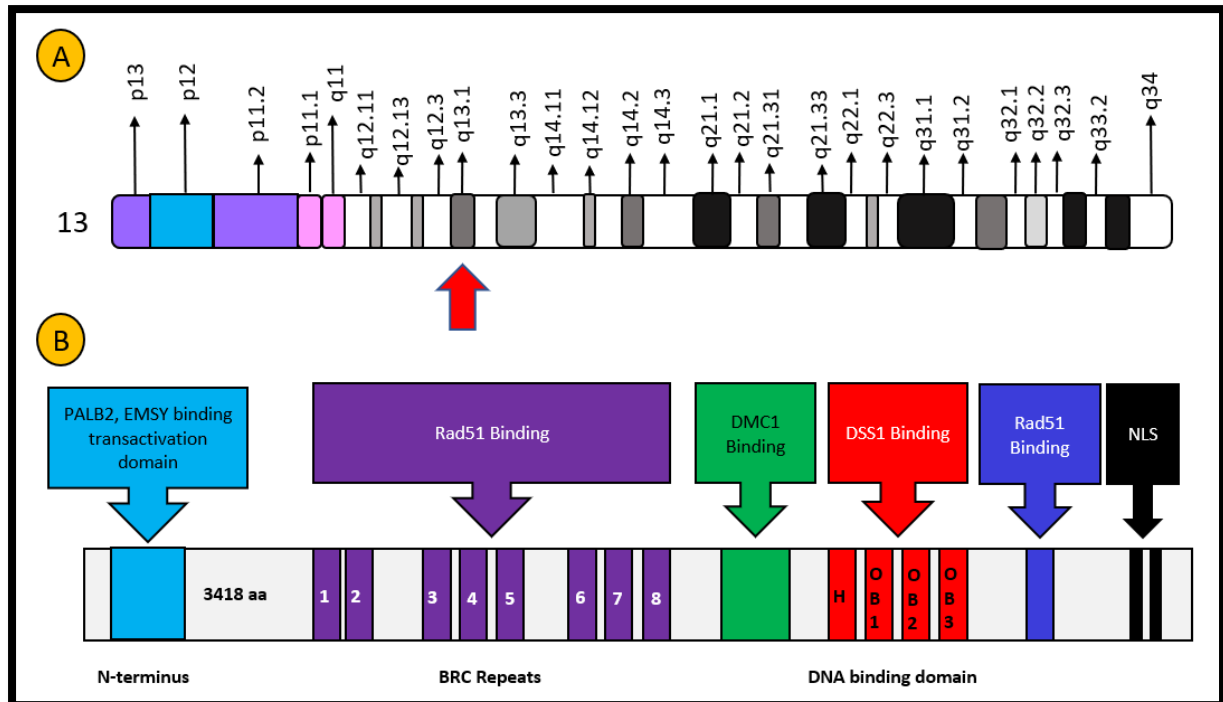 A
p13
p12
p11.2
p11.1
q11
q12.11
q12.13
q12.3
q13.1
q13.3
q14.11
q14.12
q14.2
q14.3
q21.1
q21.2
q21.31
q21.33
q22.1
q22.3
q31.1
q31.2
q32.1
q32.2
q32.3
q33.2
q34
13
B
PALB2, EMSY binding
transactivation
domain
Rad51 Binding
DMC1
Binding
DSS1 Binding
Rad51
Binding
NLS
3418 aa
1
2
3
4
5
6
7
8
H
OB1
OB2
OB3
N-terminus
BRC Repeats
DNA binding domain